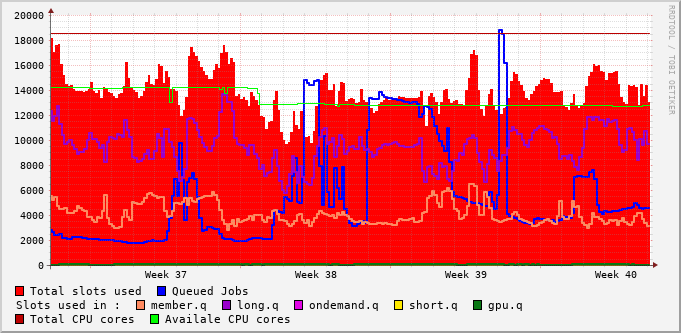 20000
18000
16000
14000
12000
10000
8000
6000
4000
2000
0
Week 37 Week 38 Week 39 Week 40
Total slots used Queued Jobs
Slots used in : member.q long.q ondemand.q short.q gpu.q
Total CPU cores Availale CPU cores
RRDTOOL / TOBI OETIKER